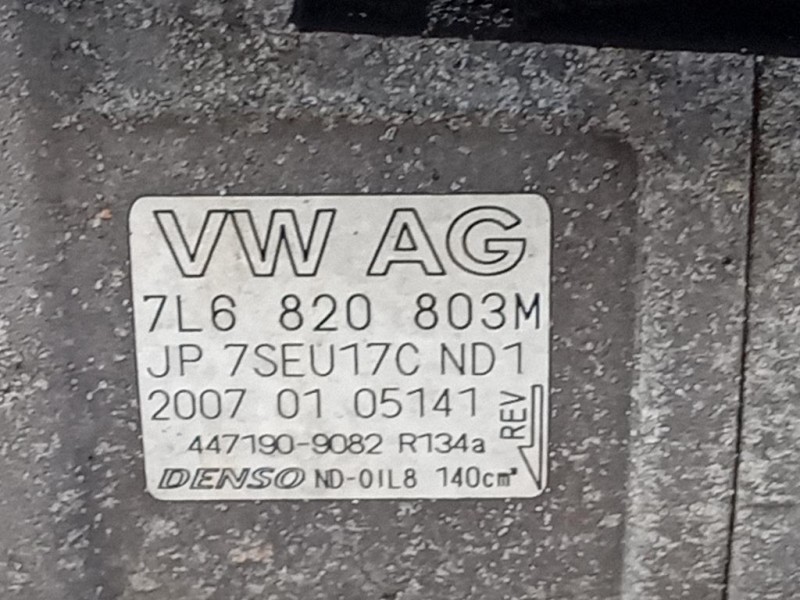 VW AG
7L6 820 803M
JP 7SEU17C ND1
2007 01 05141
REV
447190-9082 R134a
DENSO ND-OIL8 140cm³